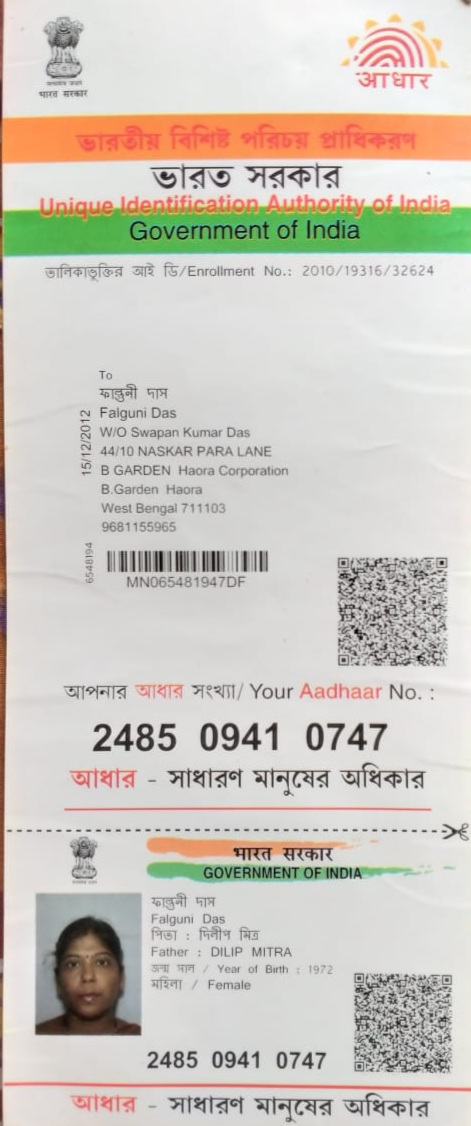 भारत सरकार
आधार
ভারতীয় বিশিষ্ট পরিচয় প্রাধিকরণ
ভারত সরকার
Unique Identification Authority of India
Government of India
তালিকাভুক্তির আই ডি/Enrollment No.: 2010/19316/32624
To
ফাল্গুনী দাস
Falguni Das
W/O Swapan Kumar Das
44/10 NASKAR PARA LANE
B GARDEN Haora Corporation
B.Garden Haora
West Bengal 711103
9681155965
15/12/2012
6548194
MN065481947DF
আপনার আধার সংখ্যা/ Your Aadhaar No. :
2485 0941 0747
আধার - সাধারণ মানুষের অধিকার
भारत सरकार
GOVERNMENT OF INDIA
ফাল্গুনী দাস
Falguni Das
পিতা : দিলীপ মিত্র
Father : DILIP MITRA
জন্ম সাল / Year of Birth : 1972
মহিলা / Female
2485 0941 0747
আধার - সাধারণ মানুষের অধিকার